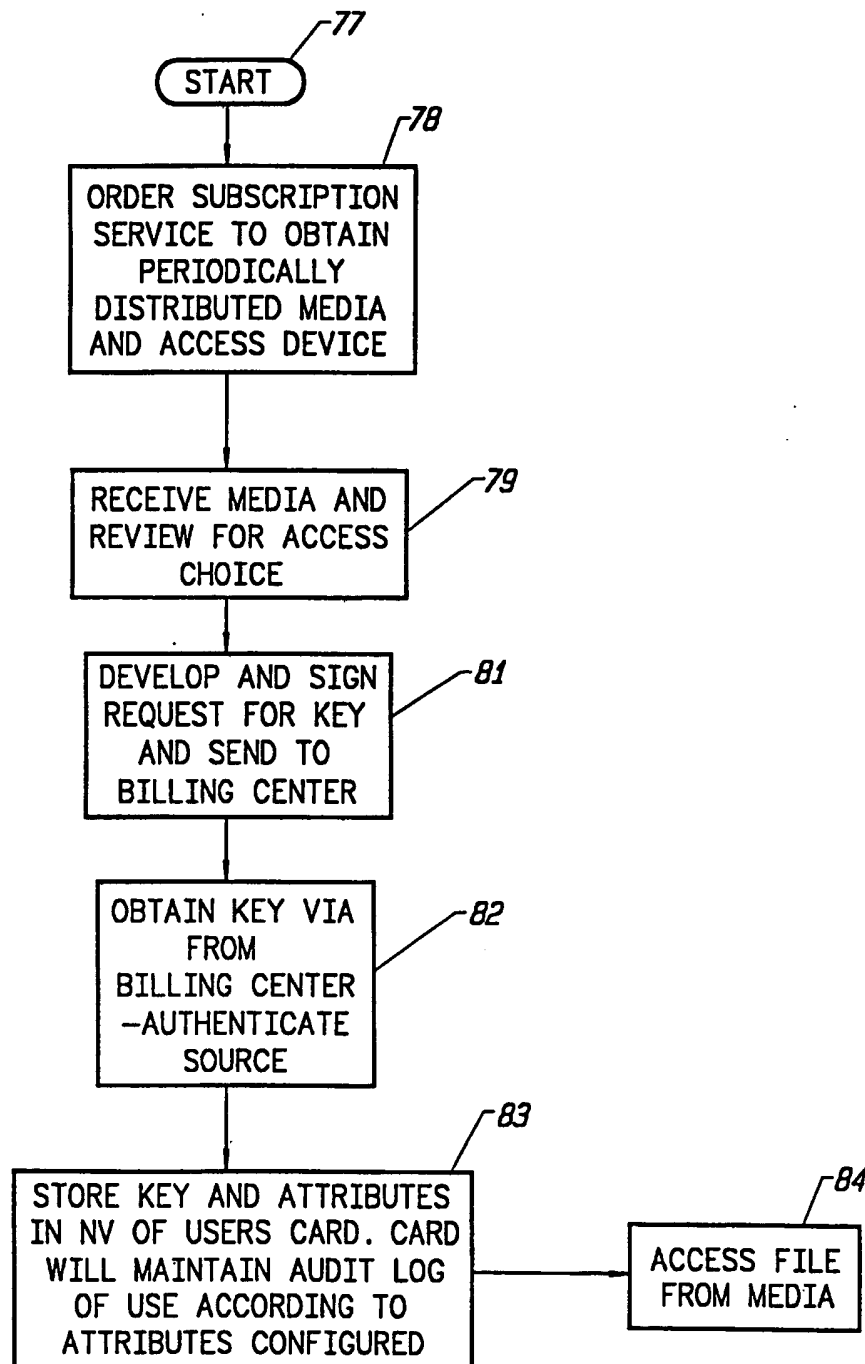 77
START
78
ORDER SUBSCRIPTION
SERVICE TO OBTAIN
PERIODICALLY
DISTRIBUTED MEDIA
AND ACCESS DEVICE
79
RECEIVE MEDIA AND
REVIEW FOR ACCESS
CHOICE
81
DEVELOP AND SIGN
REQUEST FOR KEY
AND SEND TO
BILLING CENTER
82
OBTAIN KEY VIA
FROM
BILLING CENTER
-AUTHENTICATE
SOURCE
83
STORE KEY AND ATTRIBUTES
IN NV OF USERS CARD. CARD
WILL MAINTAIN AUDIT LOG
OF USE ACCORDING TO
ATTRIBUTES CONFIGURED
84
ACCESS FILE
FROM MEDIA